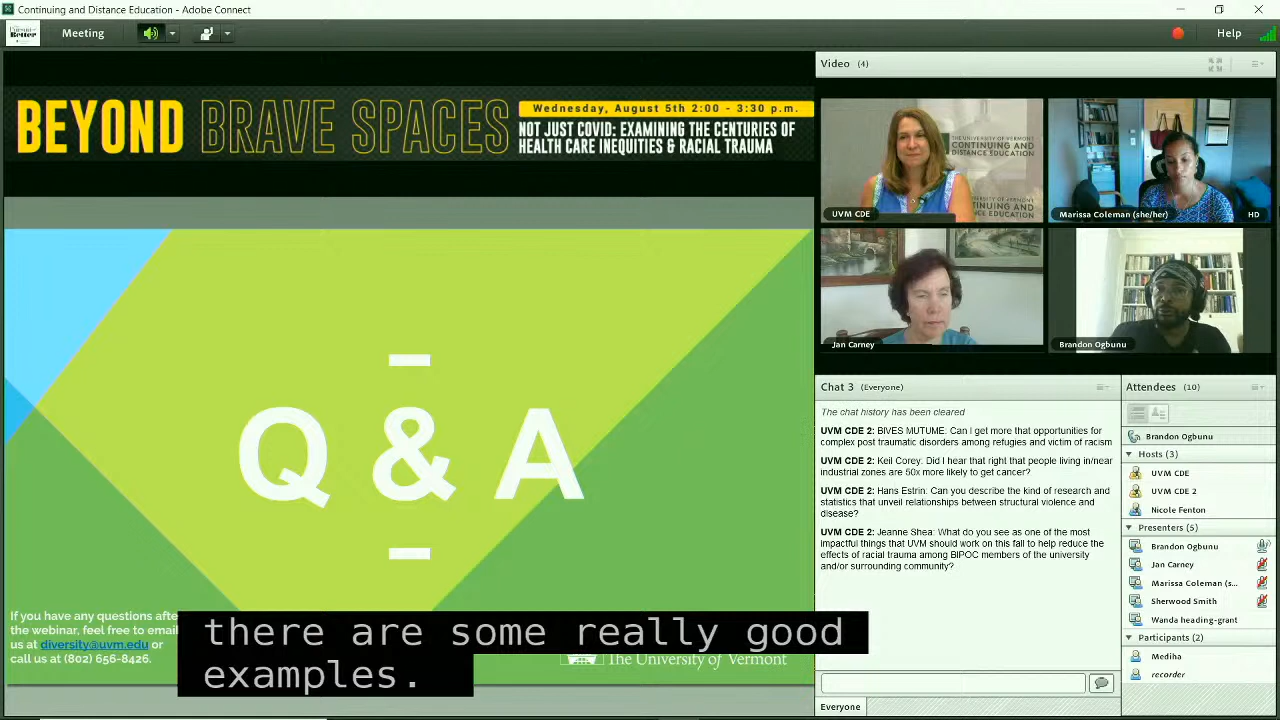 Continuing and Distance Education - Adobe Connect
Meeting
Help
BEYOND BRAVE SPACES
Wednesday, August 5th 2:00 - 3:30 p.m.
NOT JUST COVID: EXAMINING THE CENTURIES OF
HEALTH CARE INEQUITIES & RACIAL TRAUMA
Q & A
If you have any questions afte
the webinar, feel free to email
us at diversity@uvm.edu or
call us at (802) 656-8426.
The University of Vermont
there are some really good
examples.
Video (4)
THE UNIVERSITY OF VERMONT
CONTINUING AND
DISTANCE EDUCATION
UVM CDE
Marissa Coleman (she/her)
HD
Jan Carney
Brandon Ogbunu
Chat 3 (Everyone)
The chat history has been cleared
UVM CDE 2: BIVES MUTUME: Can I get more that opportunities for
complex post traumatic disorders among refugies and victim of racism
UVM CDE 2: Keil Corey: Did I hear that right that people living in/near
industrial zones are 50x more likely to get cancer?
UVM CDE 2: Hans Estrin: Can you describe the kind of research and
statistics that unveil relationships between structural violence and
disease?
UVM CDE 2: Jeanne Shea: What do you see as one of the most
impactful things that UVM should work on this fall to help reduce the
effects of racial trauma among BIPOC members of the university
and/or surrounding community?
Everyone
Attendees (10)
Brandon Ogbunu
Hosts (3)
UVM CDE
UVM CDE 2
Nicole Fenton
Presenters (5)
Brandon Ogbunu
Jan Carney
Marissa Coleman (s...
Sherwood Smith
Wanda heading-grant
Participants (2)
Mediha
recorder